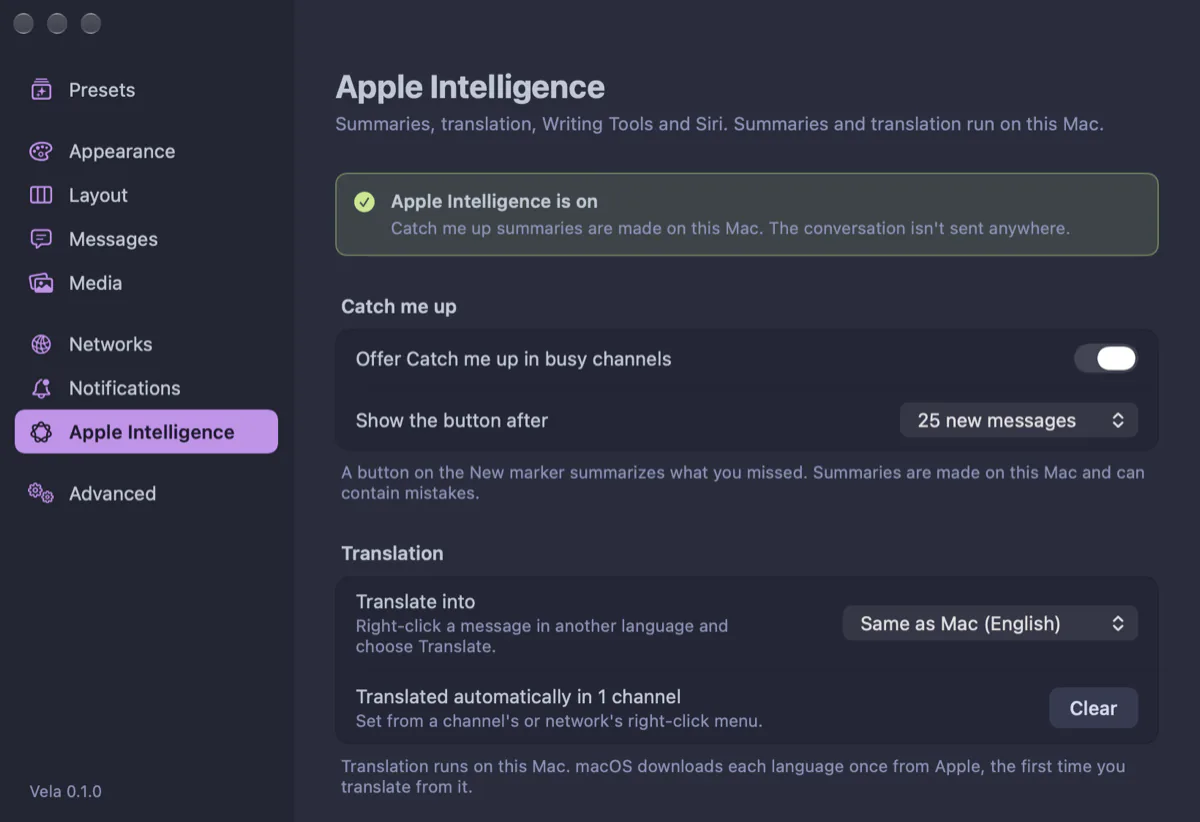 Presets
Appearance
Layout
Messages
Media
Networks
Notifications
Apple Intelligence
Advanced
Vela 0.1.0
Apple Intelligence
Summaries, translation, Writing Tools and Siri. Summaries and translation run on this Mac.
Apple Intelligence is on
Catch me up summaries are made on this Mac. The conversation isn't sent anywhere.
Catch me up
Offer Catch me up in busy channels
Show the button after
25 new messages
A button on the New marker summarizes what you missed. Summaries are made on this Mac and can
contain mistakes.
Translation
Translate into
Right-click a message in another language and
choose Translate.
Same as Mac (English)
Translated automatically in 1 channel
Set from a channel's or network's right-click menu.
Clear
Translation runs on this Mac. macOS downloads each language once from Apple, the first time you
translate from it.